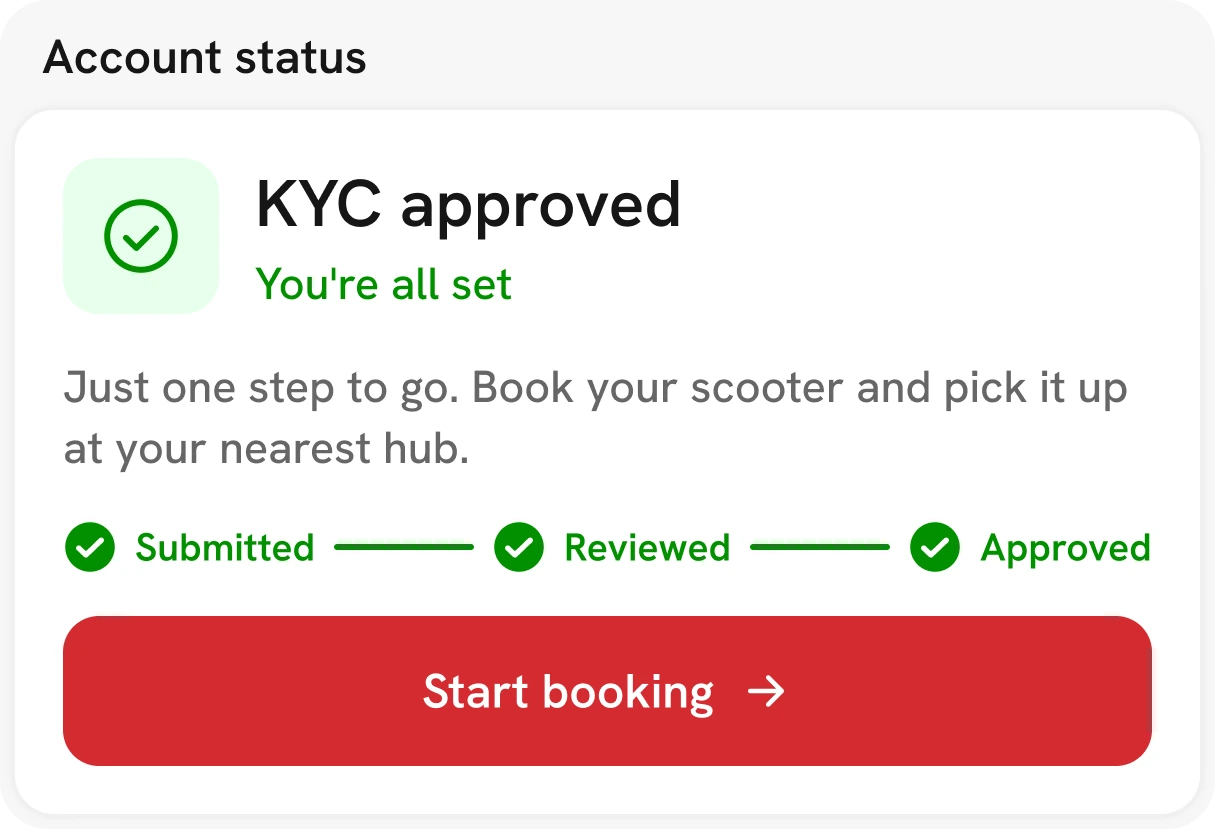 Account status
KYC approved
You're all set
Just one step to go. Book your scooter and pick it up
at your nearest hub.
Submitted
Reviewed
Approved
Start booking →